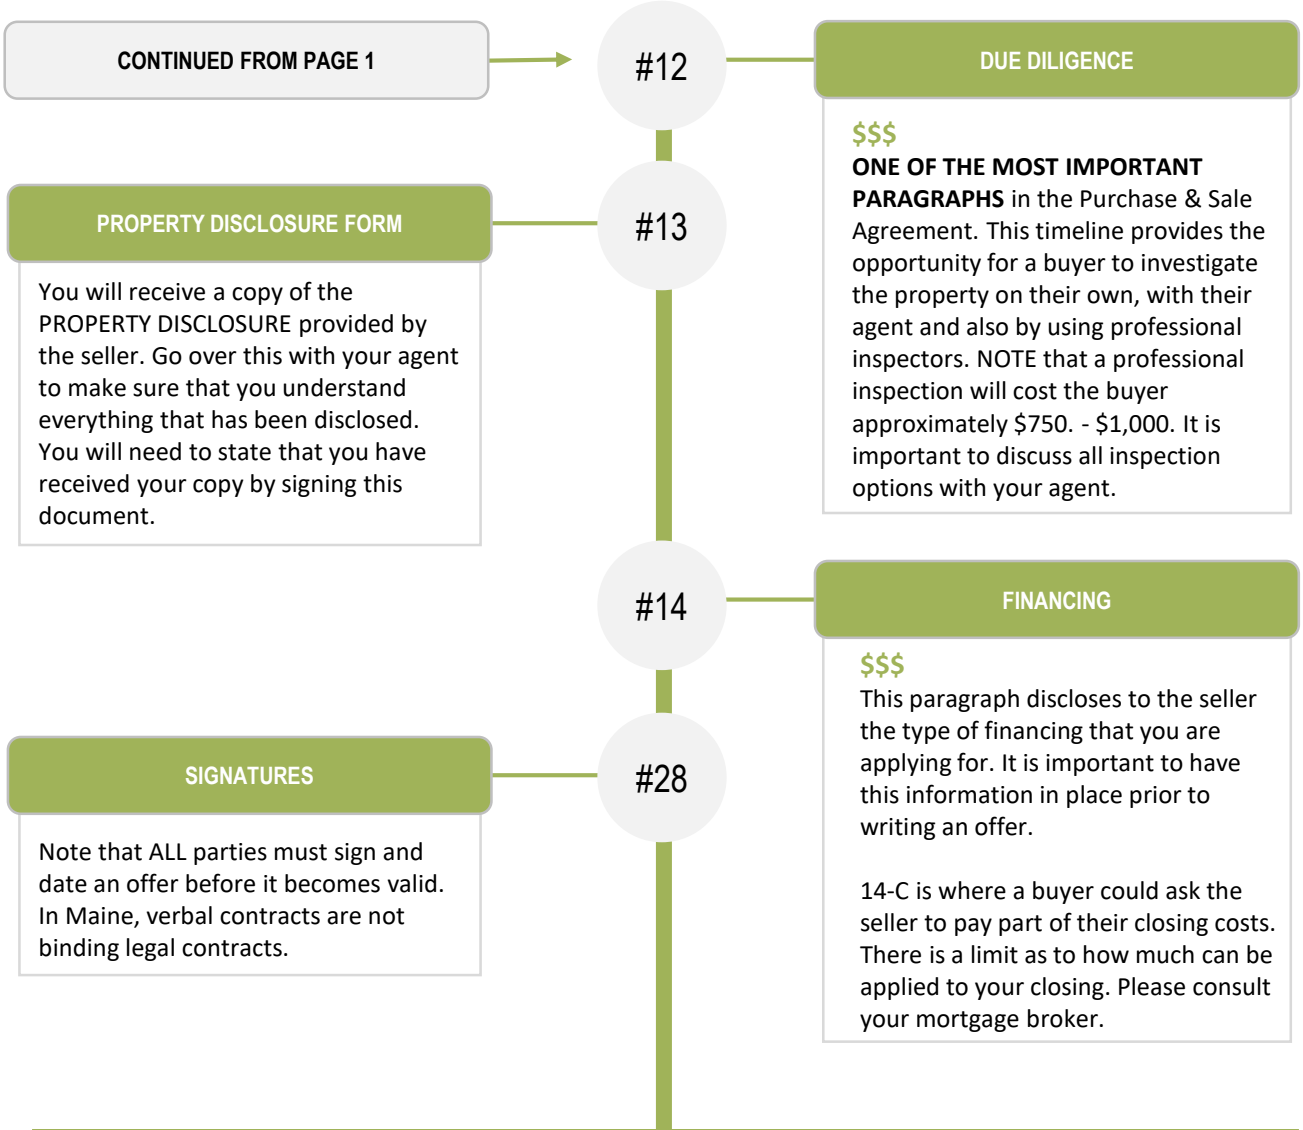 CONTINUED FROM PAGE 1
#12
DUE DILIGENCE
$$$
ONE OF THE MOST IMPORTANT
PARAGRAPHS in the Purchase & Sale
Agreement. This timeline provides the
opportunity for a buyer to investigate
the property on their own, with their
agent and also by using professional
inspectors. NOTE that a professional
inspection will cost the buyer
approximately $750. - $1,000. It is
important to discuss all inspection
options with your agent.
PROPERTY DISCLOSURE FORM
#13
You will receive a copy of the
PROPERTY DISCLOSURE provided by
the seller. Go over this with your agent
to make sure that you understand
everything that has been disclosed.
You will need to state that you have
received your copy by signing this
document.
#14
FINANCING
$$$
This paragraph discloses to the seller
the type of financing that you are
applying for. It is important to have
this information in place prior to
writing an offer.
14-C is where a buyer could ask the
seller to pay part of their closing costs.
There is a limit as to how much can be
applied to your closing. Please consult
your mortgage broker.
SIGNATURES
#28
Note that ALL parties must sign and
date an offer before it becomes valid.
In Maine, verbal contracts are not
binding legal contracts.